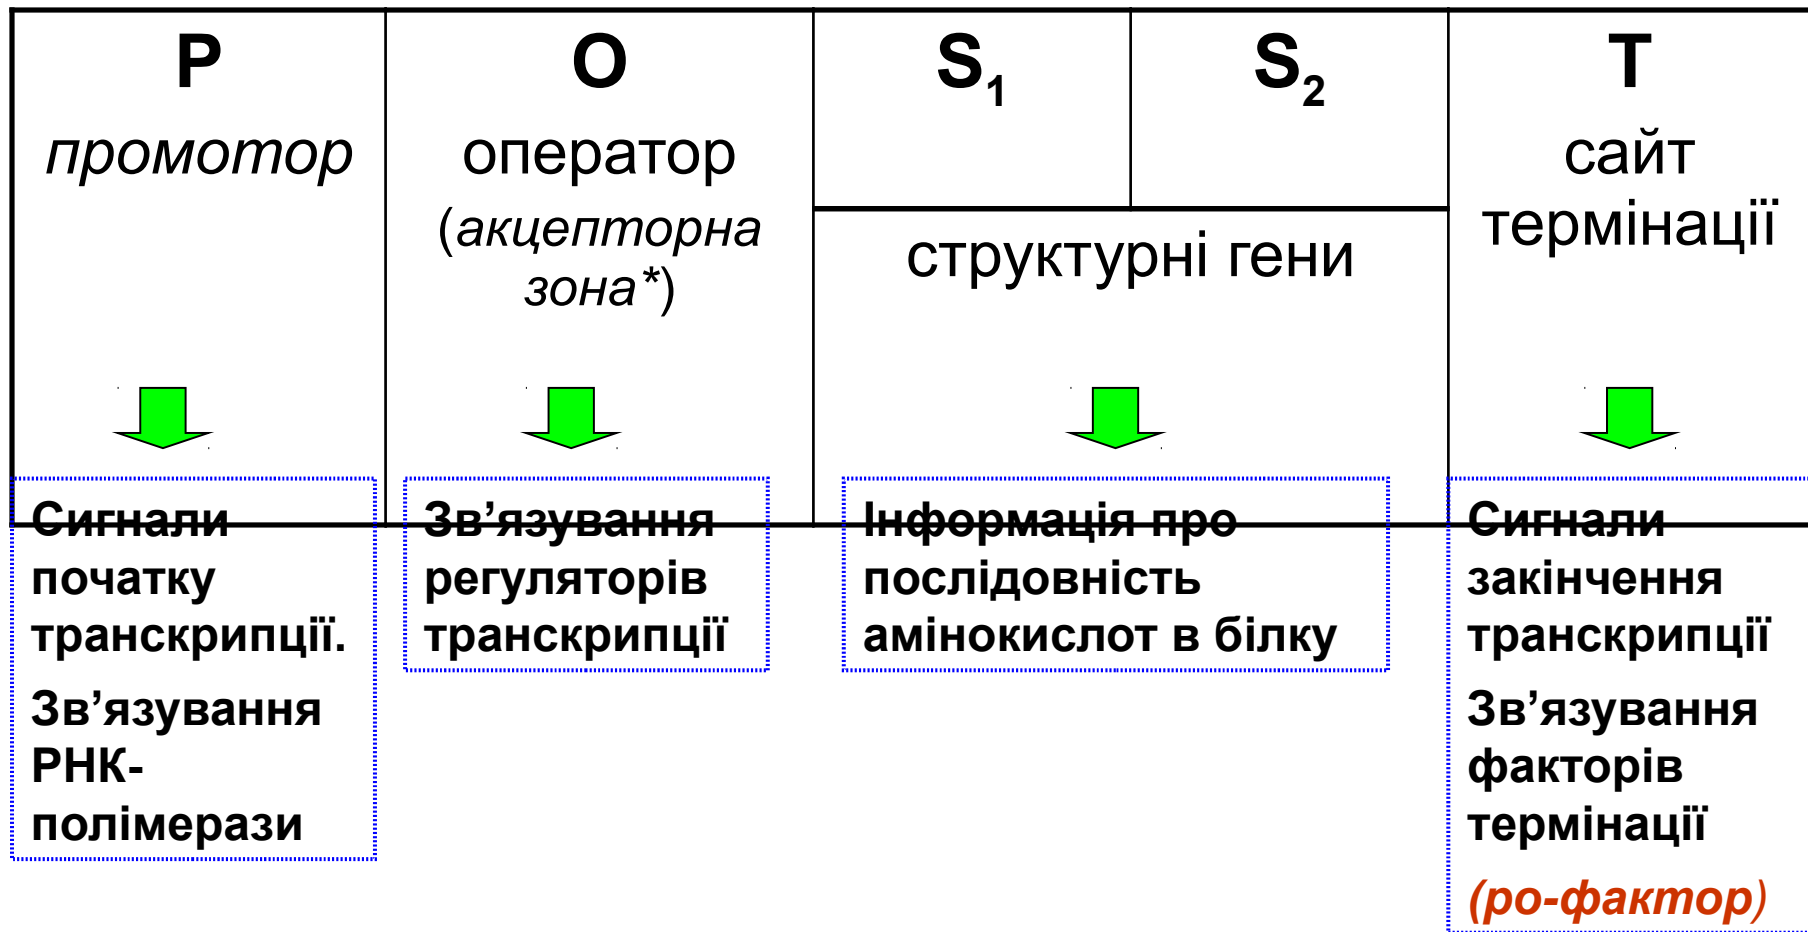 P
промотор
O
оператор
(акцепторна
зона*)
S1
S2
структурні гени
T
сайт
термінації
Сигнали
початку
транскрипції.
Зв’язування
РНК-
полімерази
Зв’язування
регуляторів
транскрипції
Інформація про
послідовність
амінокислот в білку
Сигнали
закінчення
транскрипції
Зв’язування
факторів
термінації
(ро-фактор)